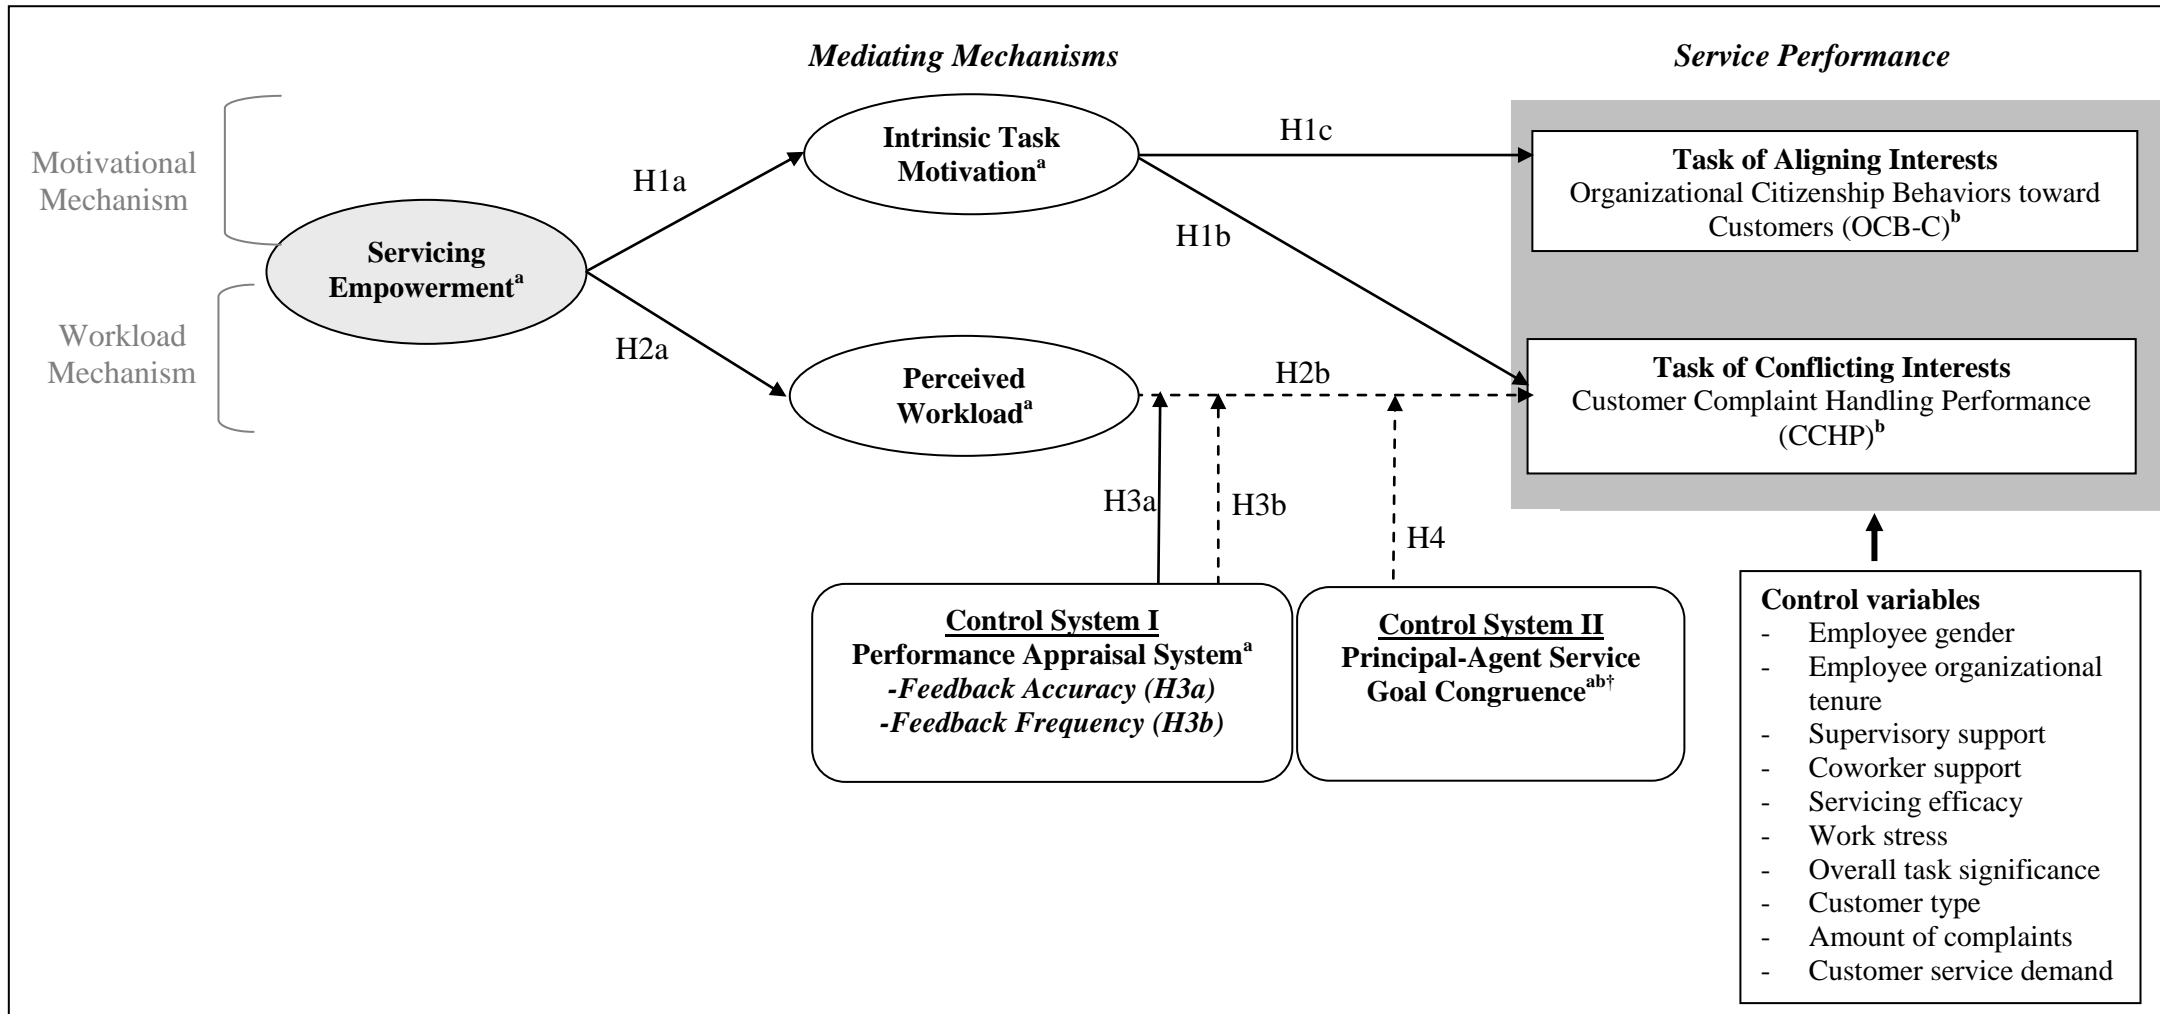 Mediating Mechanisms
Service Performance
Motivational
Mechanism
Workload
Mechanism
Servicing
Empowermentᵃ
H1a
H2a
Intrinsic Task
Motivationᵃ
Perceived
Workloadᵃ
H1c
H1b
H2b
Task of Aligning Interests
Organizational Citizenship Behaviors toward
Customers (OCB-C)ᵇ
Task of Conflicting Interests
Customer Complaint Handling Performance
(CCHP)ᵇ
H3a
H3b
H4
Control System I
Performance Appraisal Systemᵃ
-Feedback Accuracy (H3a)
-Feedback Frequency (H3b)
Control System II
Principal-Agent Service
Goal Congruenceᵃᵇ†
Control variables
- Employee gender
- Employee organizational
tenure
- Supervisory support
- Coworker support
- Servicing efficacy
- Work stress
- Overall task significance
- Customer type
- Amount of complaints
- Customer service demand